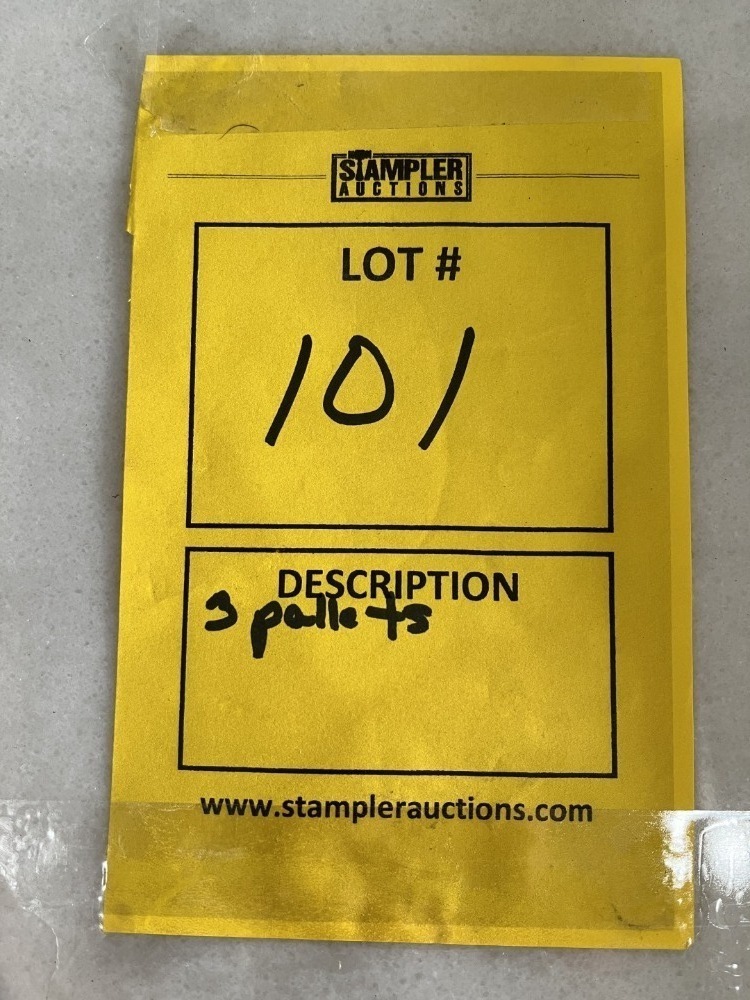 STAMPLER
AUCTIONS
LOT #
101
DESCRIPTION
3 pallets
www.stamplerauctions.com